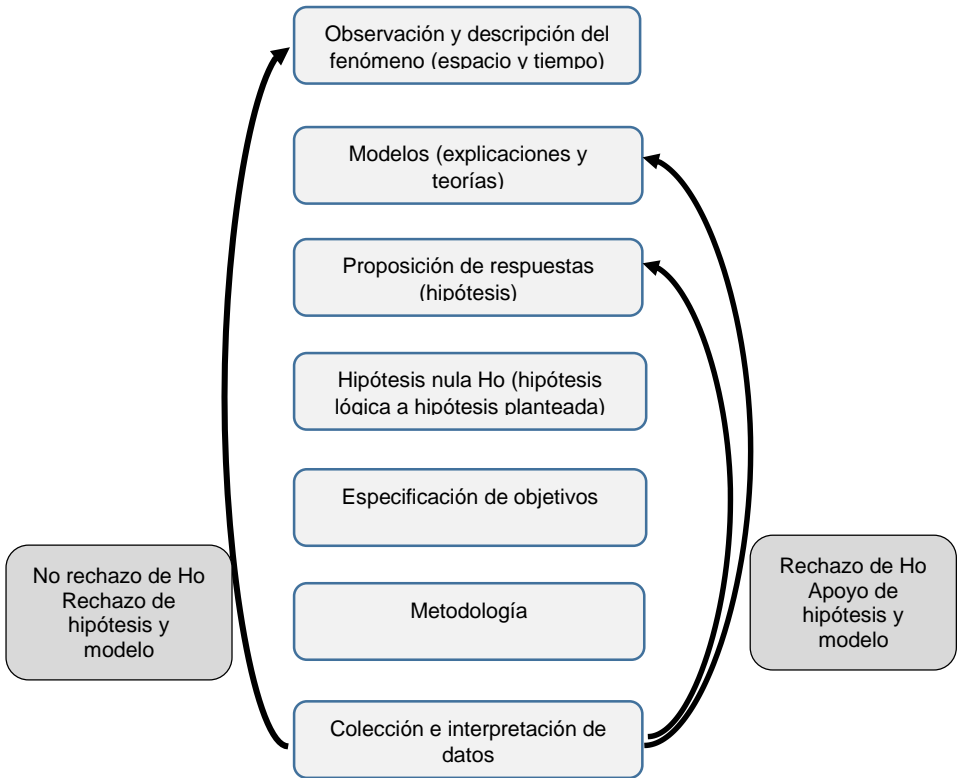 Observación y descripción del
fenómeno (espacio y tiempo)
Modelos (explicaciones y
teorías)
Proposición de respuestas
(hipótesis)
Hipótesis nula Ho (hipótesis
lógica a hipótesis planteada)
Especificación de objetivos
No rechazo de Ho
Rechazo de
hipótesis y
modelo
Rechazo de Ho
Apoyo de
hipótesis y
modelo
Metodología
Colección e interpretación de
datos